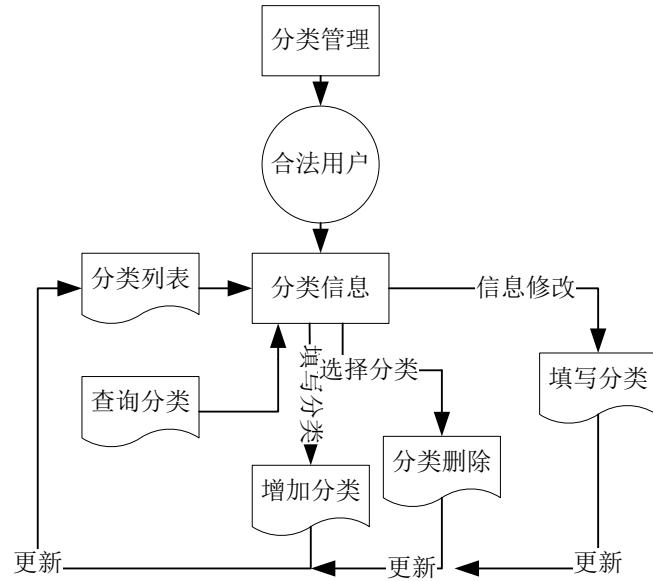 分类管理
合法用户
分类列表
分类信息
信息修改
填写分类
选择分类
填写分类
查询分类
分类删除
增加分类
更新
更新
更新